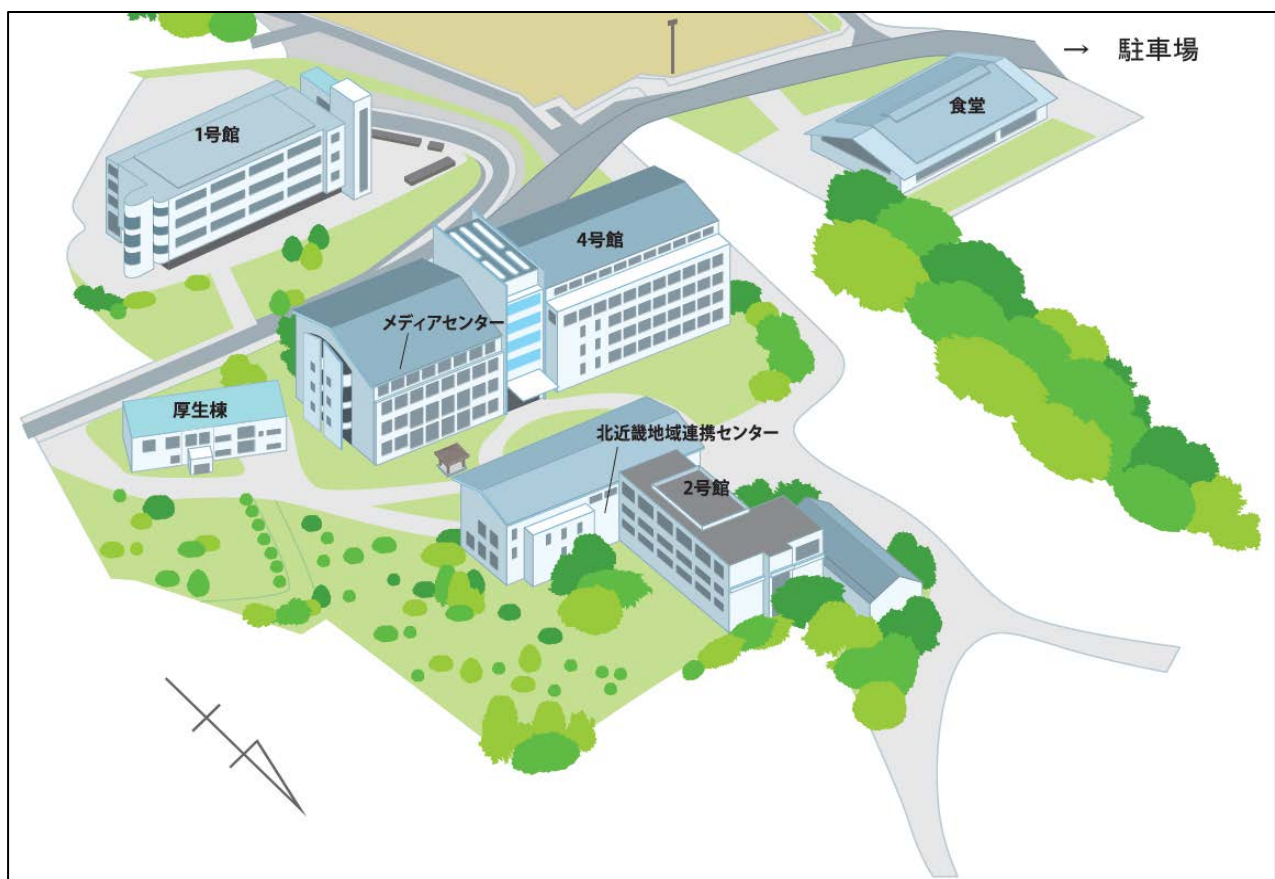 → 駐車場
食堂
1号館
4号館
メディアセンター
厚生棟
北近畿地域連携センター
2号館